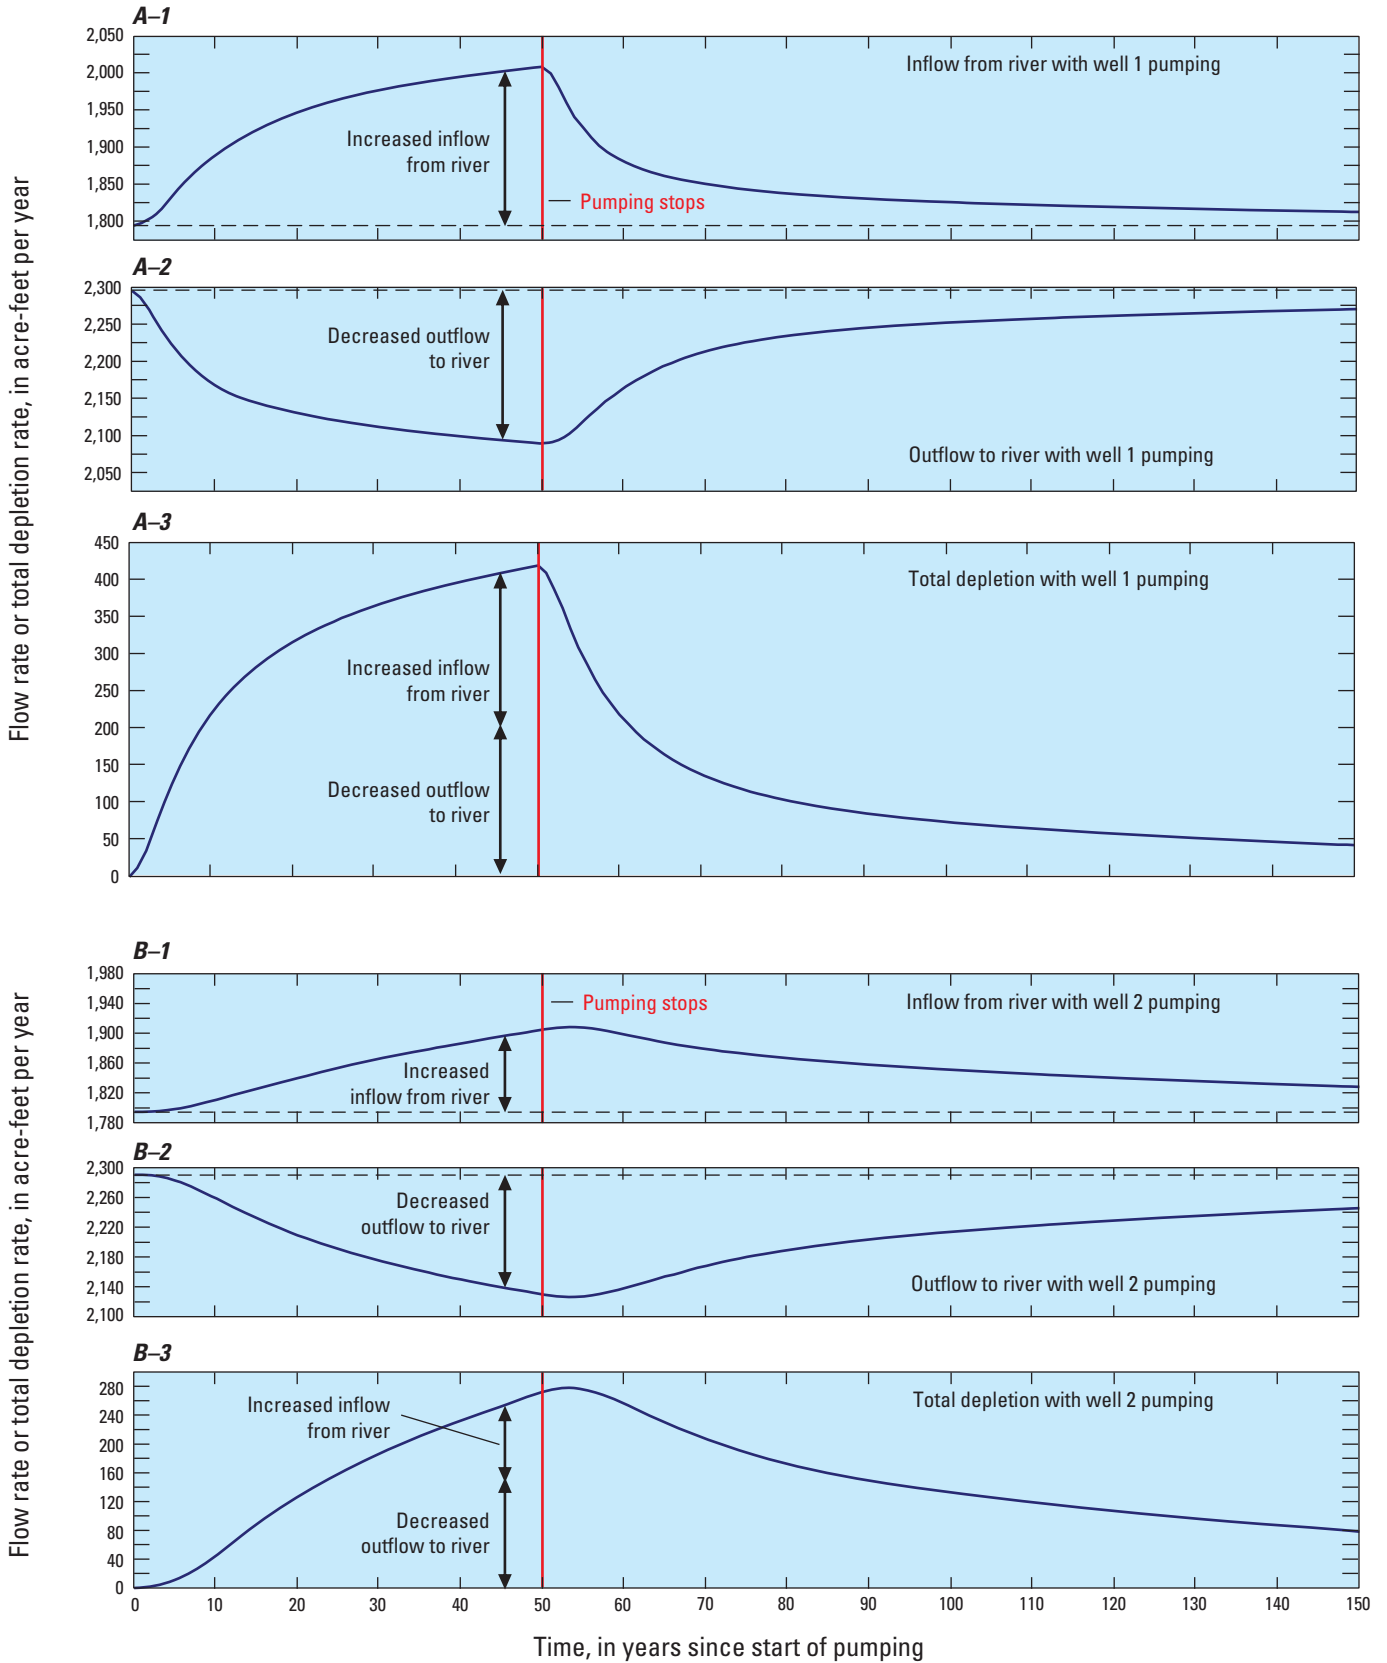 A–1
2,050
2,000
1,950
1,900
1,850
1,800
Inflow from river with well 1 pumping
Increased inflow
from river
Pumping stops
A–2
2,300
2,250
2,200
2,150
2,100
2,050
Decreased outflow
to river
Outflow to river with well 1 pumping
A–3
450
400
350
300
250
200
150
100
50
0
Total depletion with well 1 pumping
Increased inflow
from river
Decreased outflow
to river
Flow rate or total depletion rate, in acre-feet per year
B–1
1,980
1,940
1,900
1,860
1,820
1,780
Pumping stops
Inflow from river with well 2 pumping
Increased
inflow from river
B–2
2,300
2,260
2,220
2,180
2,140
2,100
Decreased
outflow to river
Outflow to river with well 2 pumping
B–3
280
240
200
160
120
80
40
0
Increased inflow
from river
Total depletion with well 2 pumping
Decreased
outflow to river
Flow rate or total depletion rate, in acre-feet per year
0 10 20 30 40 50 60 70 80 90 100 110 120 130 140 150
Time, in years since start of pumping